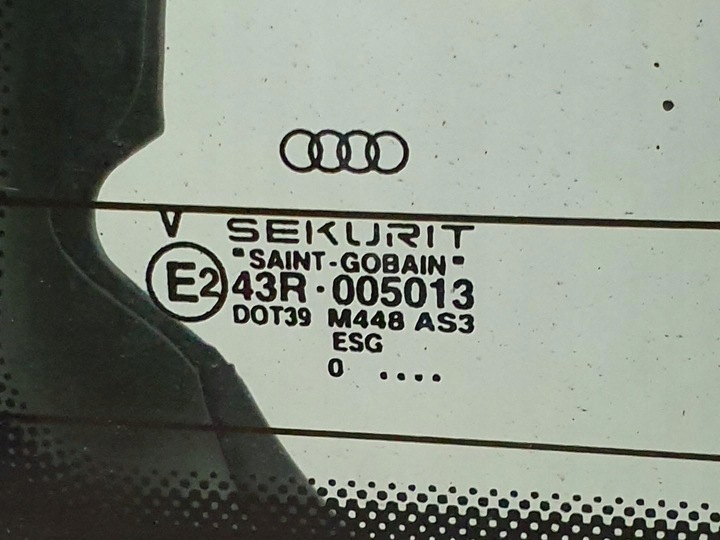 V SEKURIT
"SAINT-GOBAIN"
E2 43R·005013
DOT39 M448 AS3
ESG
0 ....